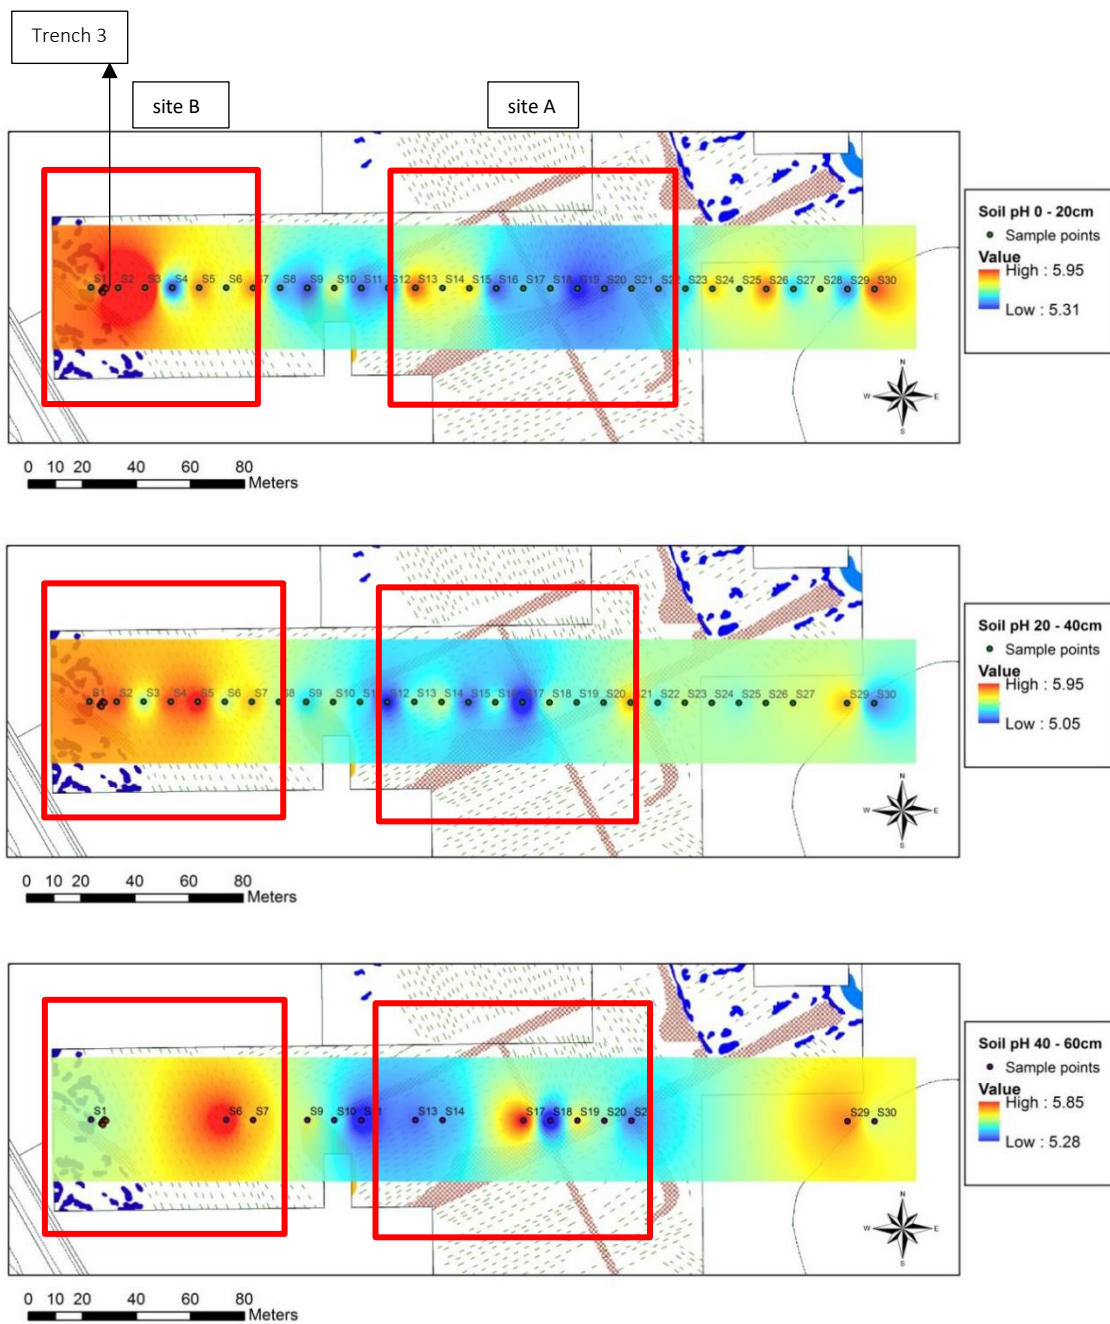 Trench 3
site B
site A
S1 S2 S3 S4 S5 S6 S7 S8 S9 S10 S11 S12 S13 S14 S15 S16 S17 S18 S19 S20 S21 S22 S23 S24 S25 S26 S27 S28 S29 S30
Soil pH 0 - 20cm
Sample points
Value
High : 5.95
Low : 5.31
N
W E
S
0 10 20 40 60 80
Meters
S1 S2 S3 S4 S5 S6 S7 S8 S9 S10 S11 S12 S13 S14 S15 S16 S17 S18 S19 S20 S21 S22 S23 S24 S25 S26 S27 S29 S30
Soil pH 20 - 40cm
Sample points
Value
High : 5.95
Low : 5.05
N
W E
S
0 10 20 40 60 80
Meters
S1 S6 S7 S9 S10 S11 S13 S14 S17 S18 S19 S20 S29 S30
Soil pH 40 - 60cm
Sample points
Value
High : 5.85
Low : 5.28
N
W E
S
0 10 20 40 60 80
Meters